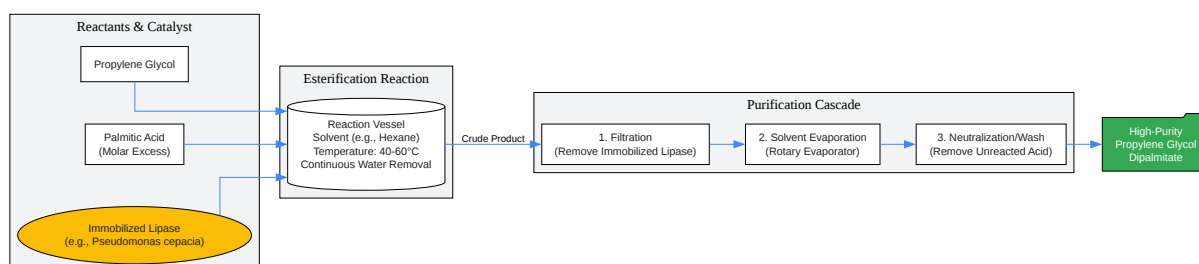 Reactants & Catalyst
Propylene Glycol
Palmitic Acid
(Molar Excess)
Immobilized Lipase
(e.g., Pseudomonas cepacia)
Esterification Reaction
Reaction Vessel
Solvent (e.g., Hexane)
Temperature: 40-60°C
Continuous Water Removal
Crude Product
Purification Cascade
1. Filtration
(Remove Immobilized Lipase)
2. Solvent Evaporation
(Rotary Evaporator)
3. Neutralization/Wash
(Remove Unreacted Acid)
High-Purity
Propylene Glycol
Dipalmitate